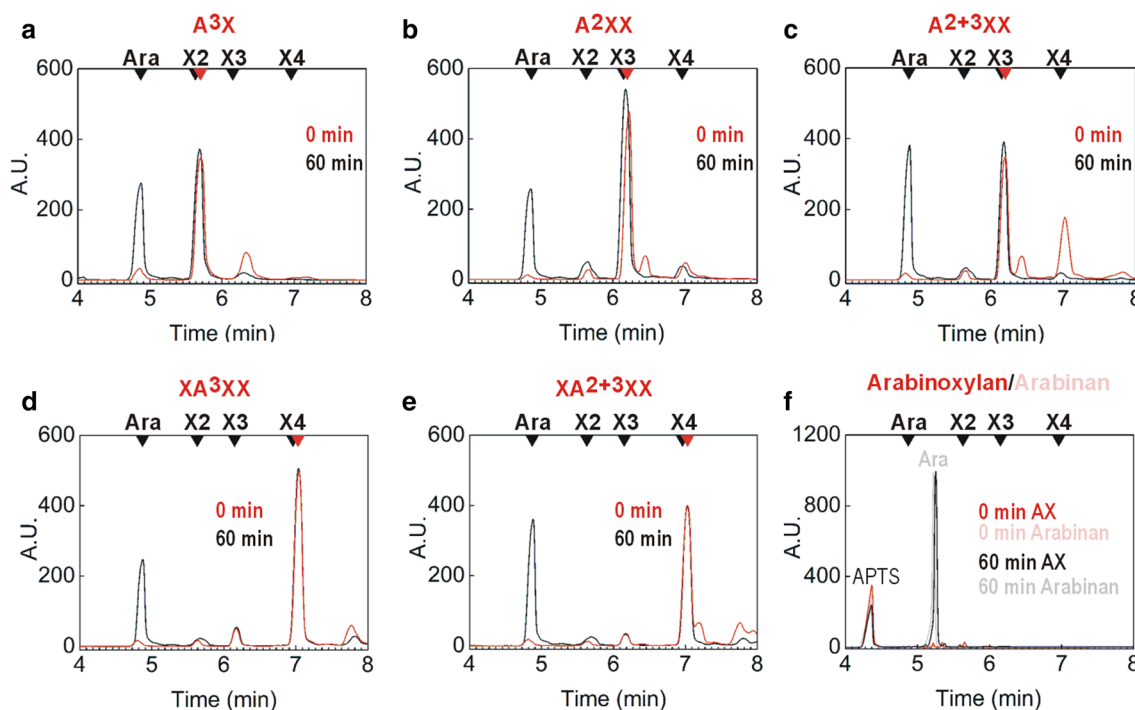 a
A3X
Ara X2 X3 X4
600
400
200
0
A.U.
0 min
60 min
4 5 6 7 8
Time (min)
b
A2XX
Ara X2 X3 X4
600
400
200
0
A.U.
0 min
60 min
4 5 6 7 8
Time (min)
c
A2+3XX
Ara X2 X3 X4
600
400
200
0
A.U.
0 min
60 min
4 5 6 7 8
Time (min)
d
XA3XX
Ara X2 X3 X4
600
400
200
0
A.U.
0 min
60 min
4 5 6 7 8
Time (min)
e
XA2+3XX
Ara X2 X3 X4
600
400
200
0
A.U.
0 min
60 min
4 5 6 7 8
Time (min)
f
Arabinoxylan/Arabinan
Ara X2 X3 X4
1200
800
400
0
A.U.
Ara
APTS
0 min AX
0 min Arabinan
60 min AX
60 min Arabinan
4 5 6 7 8
Time (min)